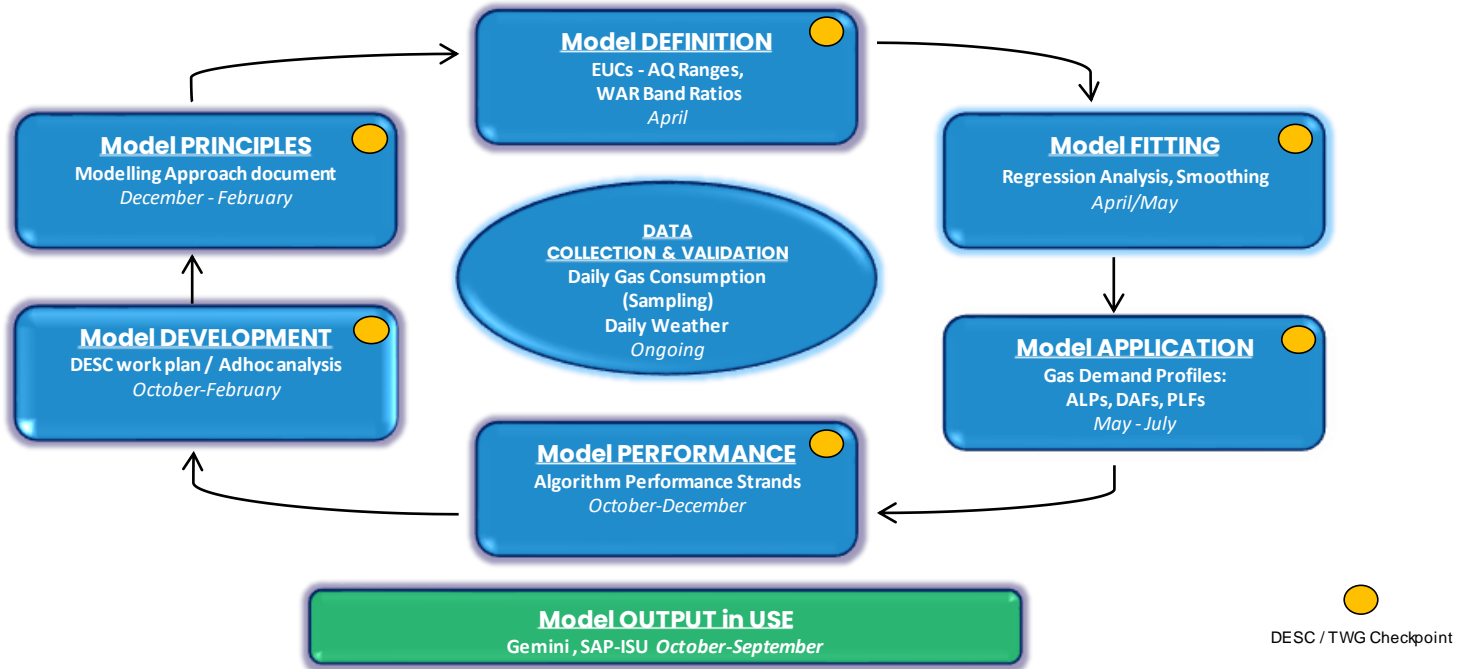 Model DEFINITION
EUCs - AQ Ranges,
WAR Band Ratios
April
Model PRINCIPLES
Modelling Approach document
December - February
Model FITTING
Regression Analysis, Smoothing
April/May
DATA
COLLECTION & VALIDATION
Daily Gas Consumption
(Sampling)
Daily Weather
Ongoing
Model DEVELOPMENT
DESC work plan / Adhoc analysis
October-February
Model APPLICATION
Gas Demand Profiles:
ALPs, DAFs, PLFs
May - July
Model PERFORMANCE
Algorithm Performance Strands
October-December
Model OUTPUT in USE
Gemini , SAP-ISU October-September
DESC / TWG Checkpoint